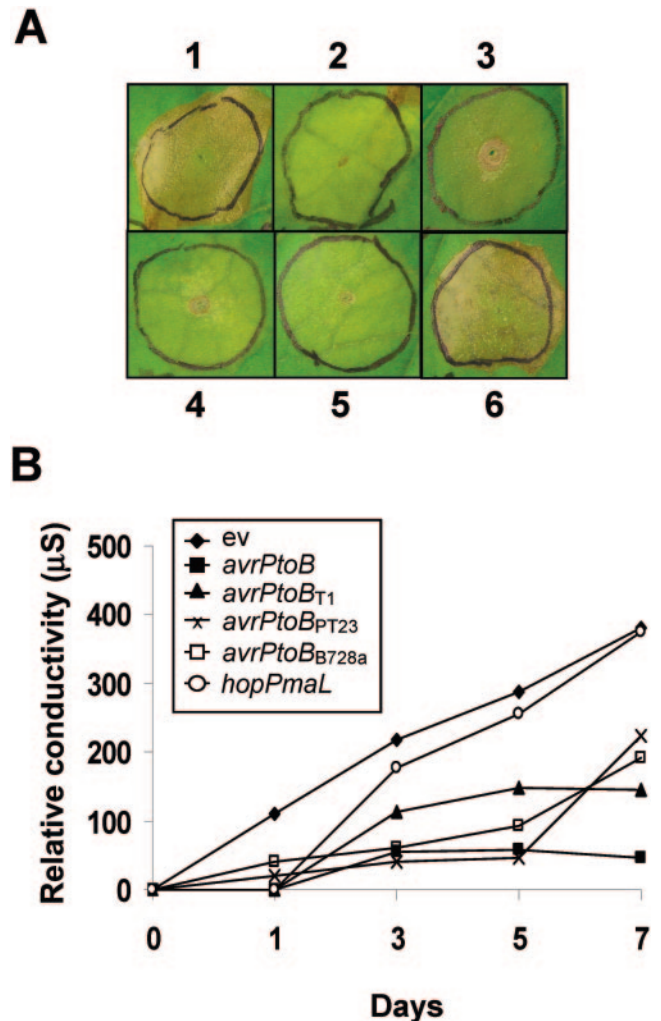 A
1 2 3
4 5 6
B
Relative conductivity (µS)
500
400
300
200
100
0
ev
avrPtoB
avrPtoBT1
avrPtoBPT23
avrPtoBB728a
hopPmaL
0 1 3 5 7
Days